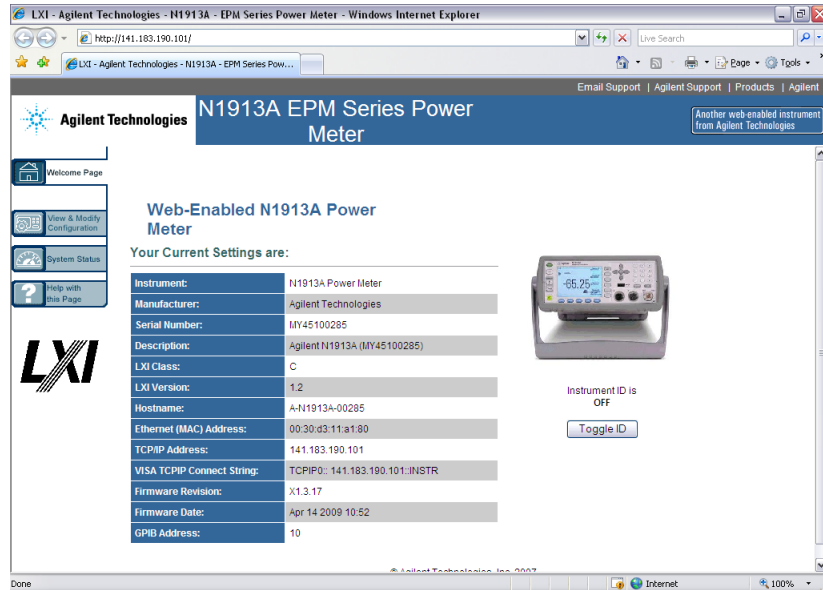 LXI - Agilent Technologies - N1913A - EPM Series Power Meter - Windows Internet Explorer
http://141.183.190.101/
Live Search
LXI - Agilent Technologies - N1913A - EPM Series Pow...
Page
Tools
Email Support | Agilent Support | Products | Agilent
Agilent Technologies
N1913A EPM Series Power
Meter
Another web-enabled instrument
from Agilent Technologies
Welcome Page
View & Modify
Configuration
System Status
Help with
this Page
LXI
Web-Enabled N1913A Power
Meter
Your Current Settings are:
Instrument: N1913A Power Meter
Manufacturer: Agilent Technologies
Serial Number: MY45100285
Description: Agilent N1913A (MY45100285)
LXI Class: C
LXI Version: 1.2
Hostname: A-N1913A-00285
Ethernet (MAC) Address: 00:30:d3:11:a1:80
TCP/IP Address: 141.183.190.101
VISA TCPIP Connect String: TCPIP0:: 141.183.190.101::INSTR
Firmware Revision: X1.3.17
Firmware Date: Apr 14 2009 10:52
GPIB Address: 10
-65.25
Instrument ID is
OFF
Toggle ID
© Agilent Technologies, Inc. 2007
Done
Internet
100%